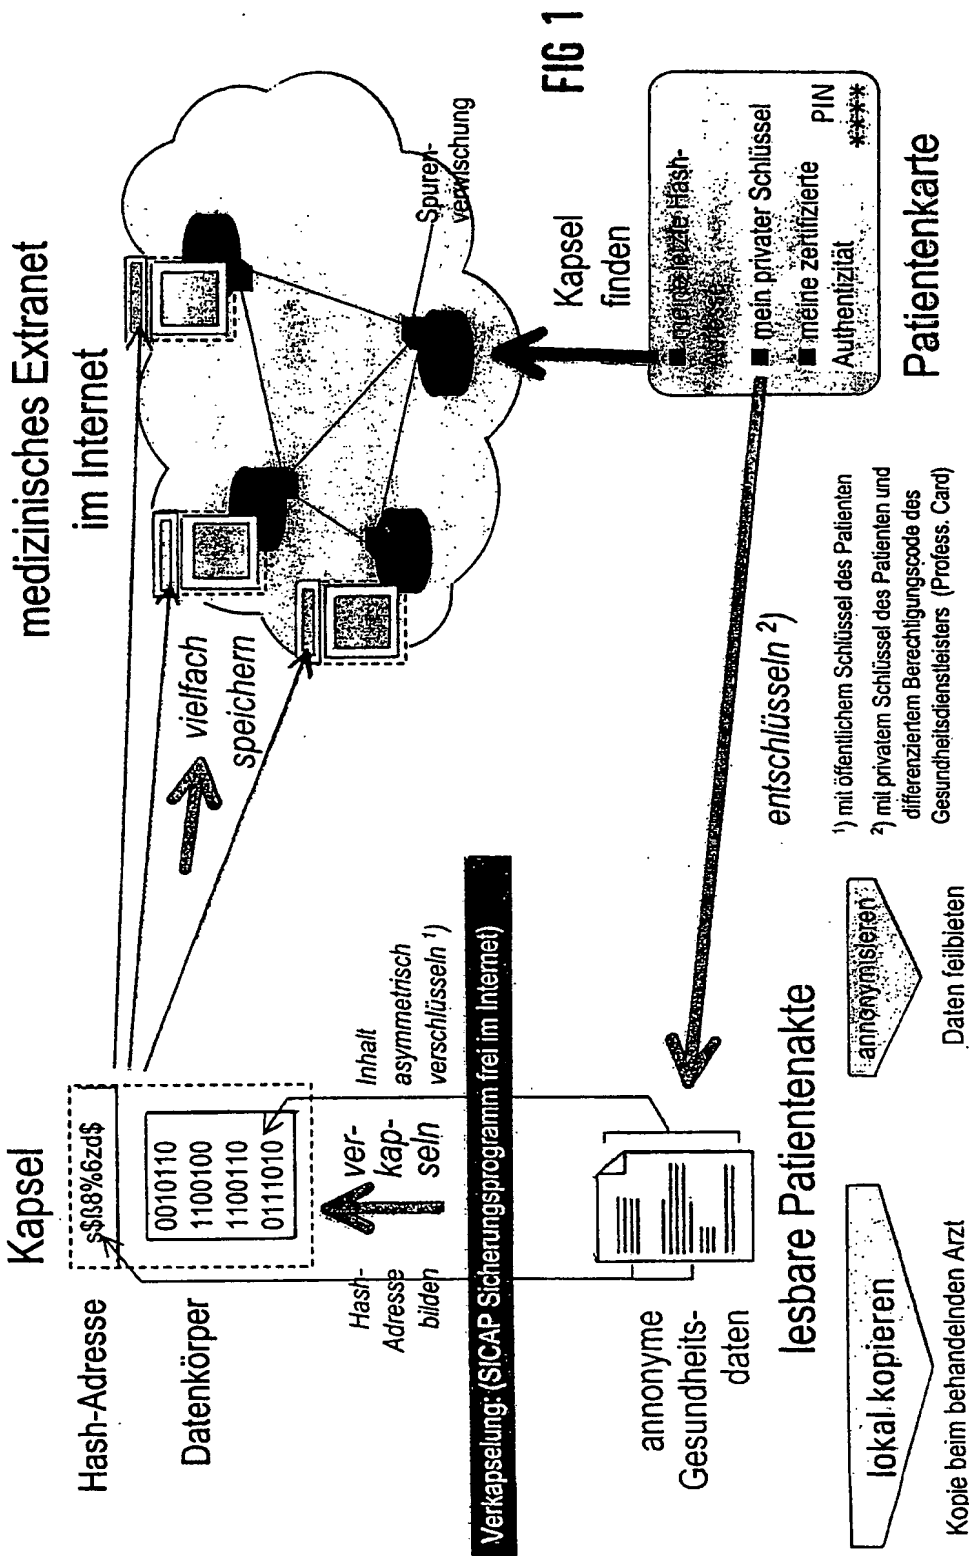 medizinisches Extranet
im Internet
Kapsel
Hash-Adresse
s$ß8%6zd$
Datenkörper
0010110
1100100
1100110
0111010
vielfach
speichern
Spuren-
verwischung
FIG 1
Hash-
Adresse
bilden
ver-
kap-
seln
Inhalt
asymmetrisch
verschlüsseln ¹)
Kapsel
finden
Verkapselung: (SICAP Sicherungsprogramm frei im Internet)
annonyme
Gesundheits-
daten
entschlüsseln ²)
meine letzte Hash-
Adresse
mein privater Schlüssel
meine zertifizierte
Authentizität
PIN
****
lesbare Patientenakte
Patientenkarte
lokal kopieren
Kopie beim behandelnden Arzt
annonymisieren
Daten feilbieten
¹) mit öffentlichem Schlüssel des Patienten
²) mit privatem Schlüssel des Patienten und
differenziertem Berechtigungscode des
Gesundheitsdienstleisters (Profess. Card)